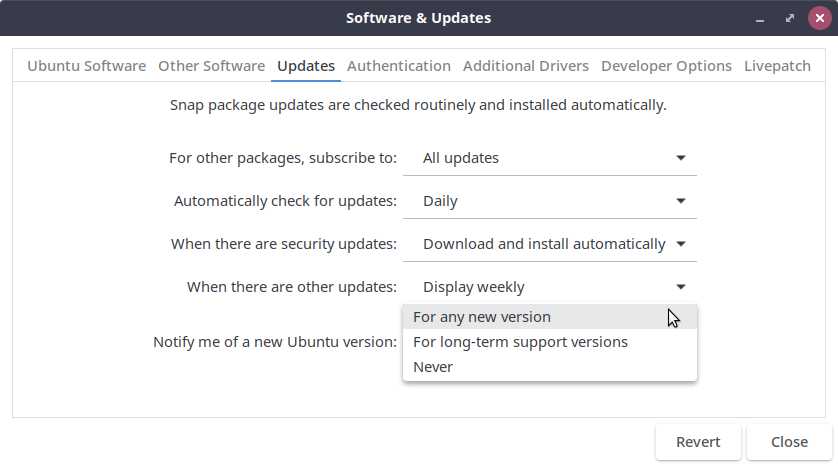 Software & Updates
Ubuntu Software Other Software Updates Authentication Additional Drivers Developer Options Livepatch
Snap package updates are checked routinely and installed automatically.
For other packages, subscribe to: All updates
Automatically check for updates: Daily
When there are security updates: Download and install automatically
When there are other updates: Display weekly
For any new version
Notify me of a new Ubuntu version: For long-term support versions
Never
Revert Close